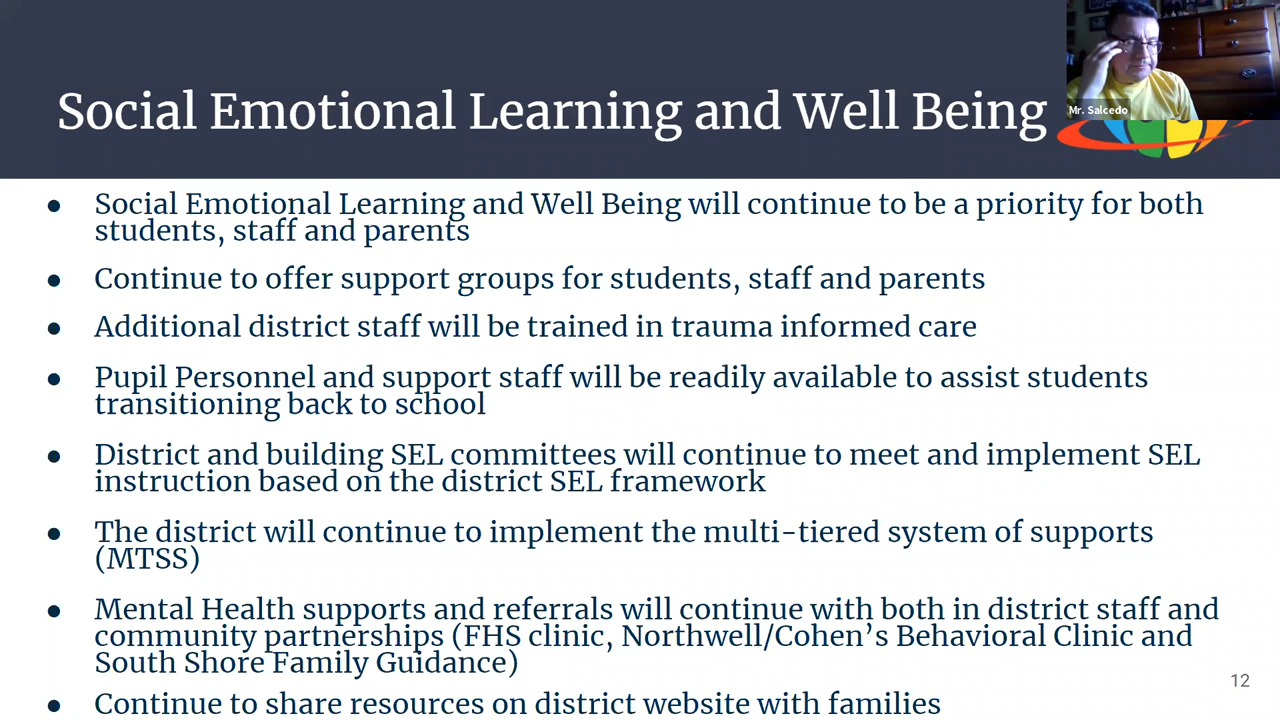 Social Emotional Learning and Well Being
Mr. Salcedo
● Social Emotional Learning and Well Being will continue to be a priority for both
students, staff and parents
● Continue to offer support groups for students, staff and parents
● Additional district staff will be trained in trauma informed care
● Pupil Personnel and support staff will be readily available to assist students
transitioning back to school
● District and building SEL committees will continue to meet and implement SEL
instruction based on the district SEL framework
● The district will continue to implement the multi-tiered system of supports
(MTSS)
● Mental Health supports and referrals will continue with both in district staff and
community partnerships (FHS clinic, Northwell/Cohen’s Behavioral Clinic and
South Shore Family Guidance)
● Continue to share resources on district website with families
12